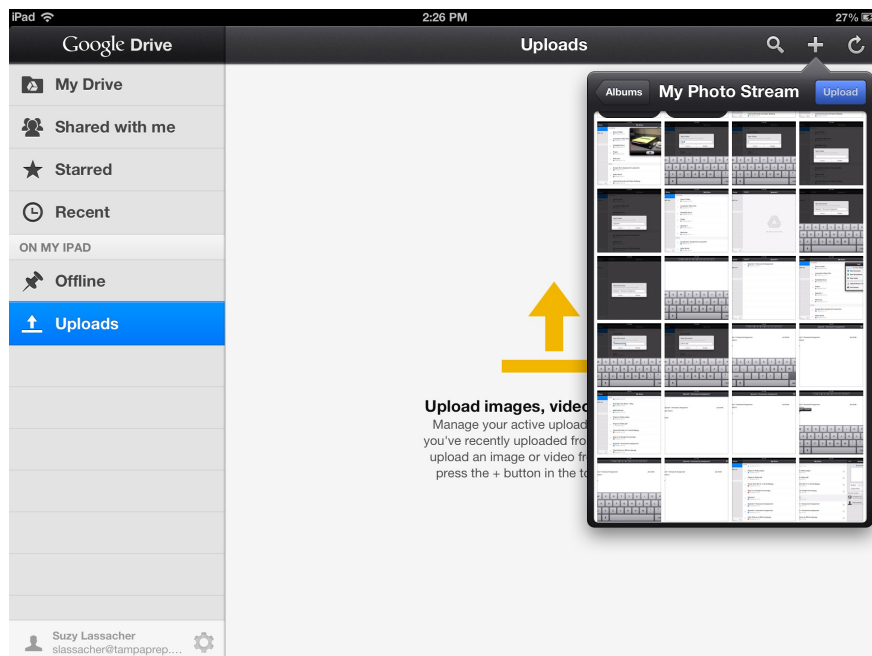 iPad 2:26 PM 27%
Google Drive
Uploads
My Drive
Shared with me
Starred
Recent
ON MY IPAD
Offline
Uploads
Albums My Photo Stream Upload
Upload images, video
Manage your active upload
you've recently uploaded fro
upload an image or video fr
press the + button in the to
Suzy Lassacher
slassacher@tampaprep....